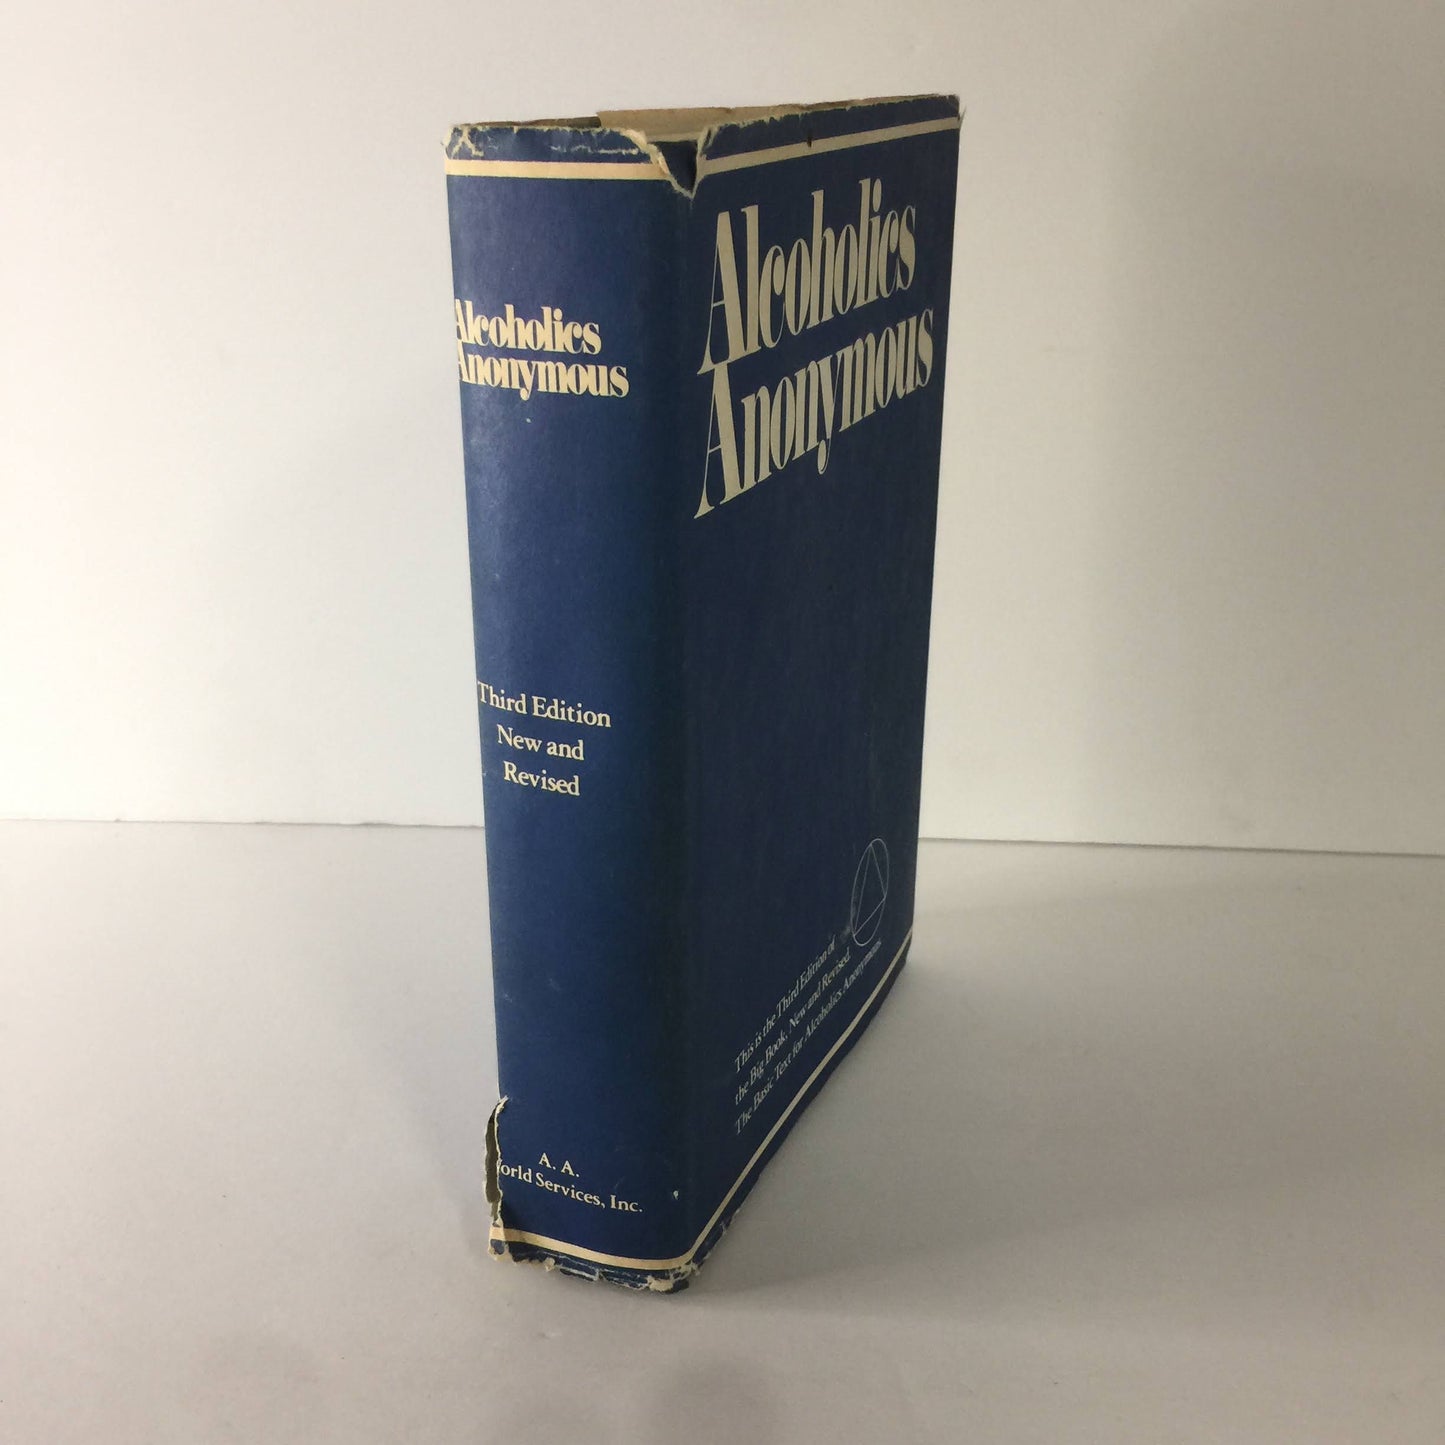 Alcoholics
Anonymous
Third Edition
New and
Revised
A. A.
World Services, Inc.
Alcoholics
Anonymous
This is the Third Edition of
the Big Book, New and Revised.
The Basic Text for Alcoholics Anonymous.